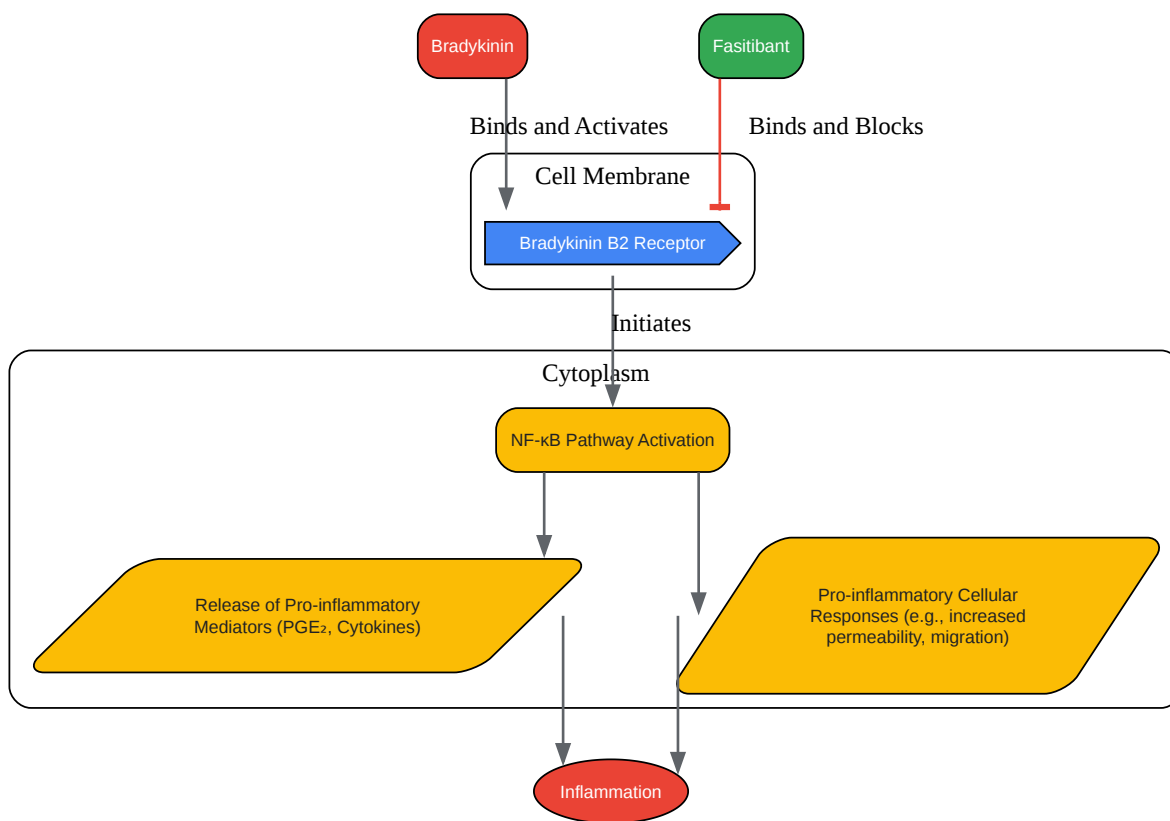 Bradykinin
Fasitibant
Binds and Activates
Binds and Blocks
Cell Membrane
Bradykinin B2 Receptor
Initiates
Cytoplasm
NF-κB Pathway Activation
Release of Pro-inflammatory
Mediators (PGE₂, Cytokines)
Pro-inflammatory Cellular
Responses (e.g., increased
permeability, migration)
Inflammation